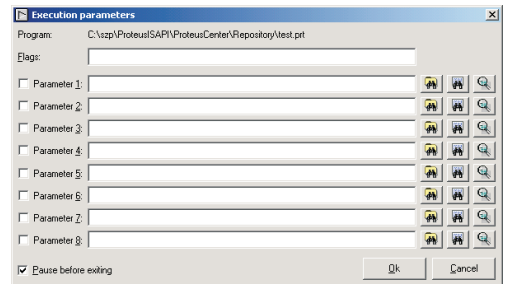 Execution parameters
Program: C:\szp\ProteusISAPI\ProteusCenter\Repository\test.prt
Flags:
Parameter 1:
Parameter 2:
Parameter 3:
Parameter 4:
Parameter 5:
Parameter 6:
Parameter 7:
Parameter 8:
Pause before exiting Ok Cancel